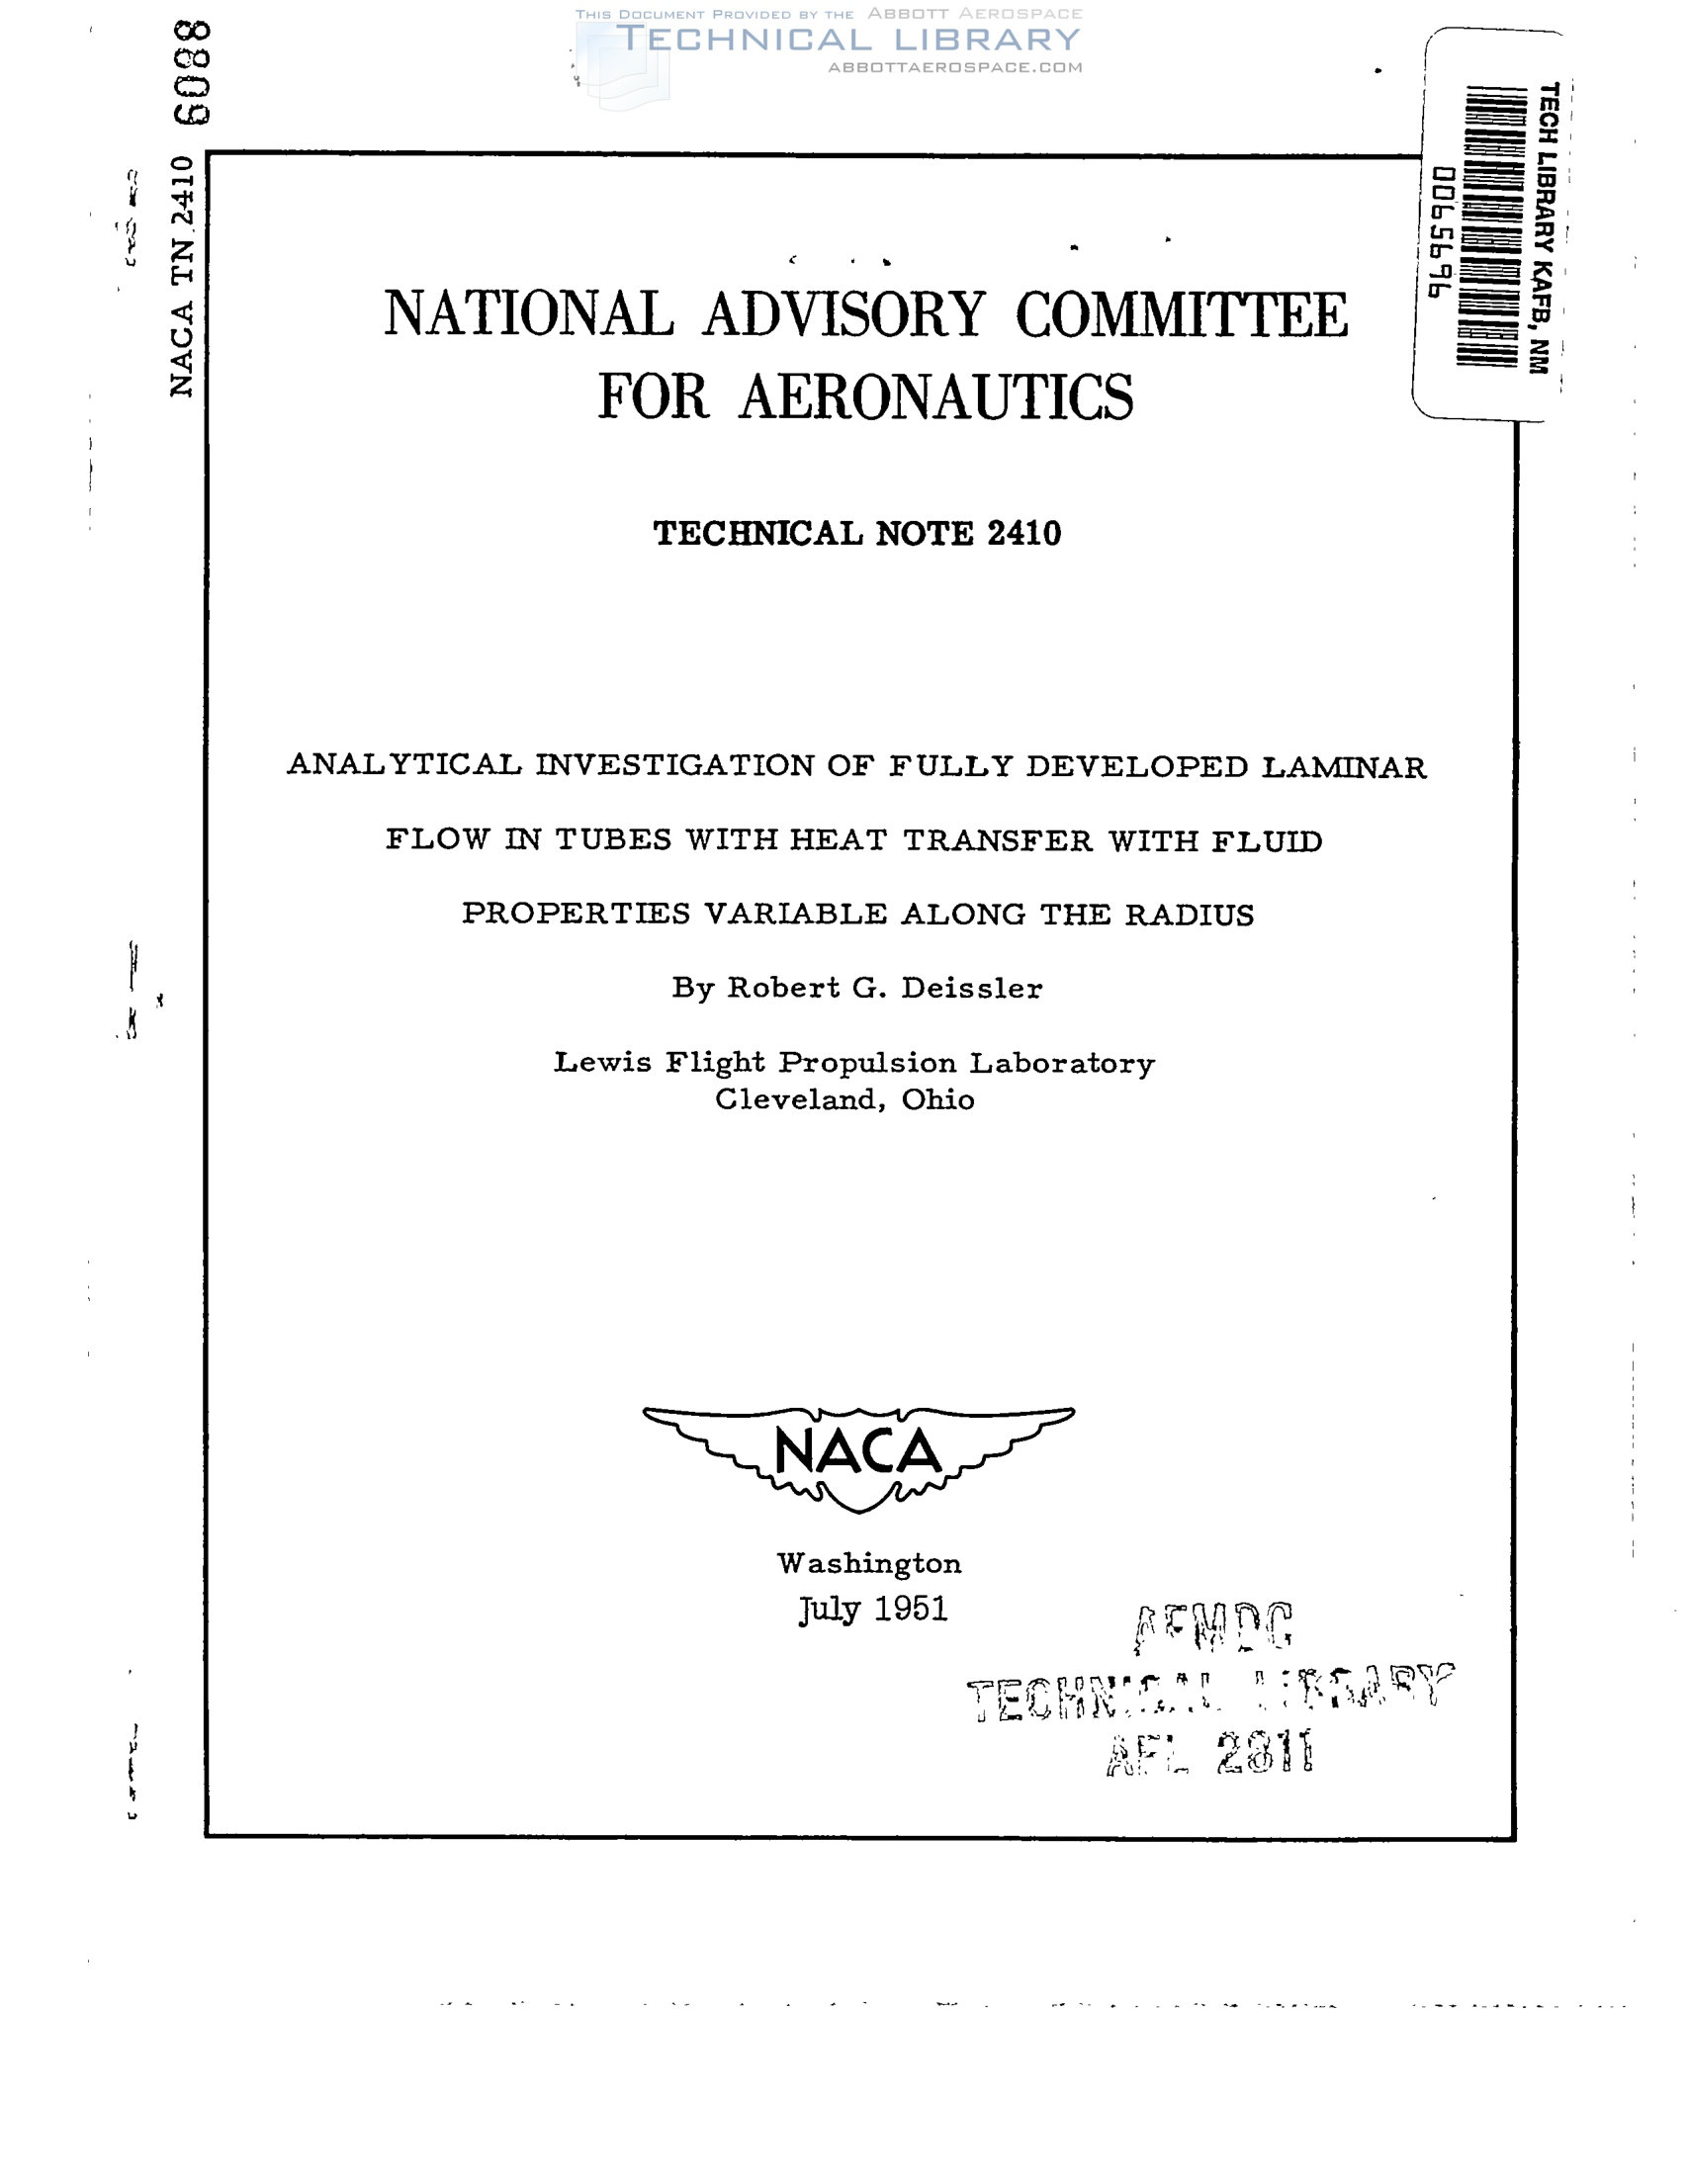 THIS DOCUMENT PROVIDED BY THE ABBOTT AEROSPACE
TECHNICAL LIBRARY
ABBOTTAEROSPACE.COM
8809
NACA TN 2410
TECH LIBRARY KAFB, NM
0065696
NATIONAL ADVISORY COMMITTEE
FOR AERONAUTICS
TECHNICAL NOTE 2410
ANALYTICAL INVESTIGATION OF FULLY DEVELOPED LAMINAR
FLOW IN TUBES WITH HEAT TRANSFER WITH FLUID
PROPERTIES VARIABLE ALONG THE RADIUS
By Robert G. Deissler
Lewis Flight Propulsion Laboratory
Cleveland, Ohio
NACA
Washington
July 1951
AFMDC
TECHNICAL LIBRARY
AFL 2811